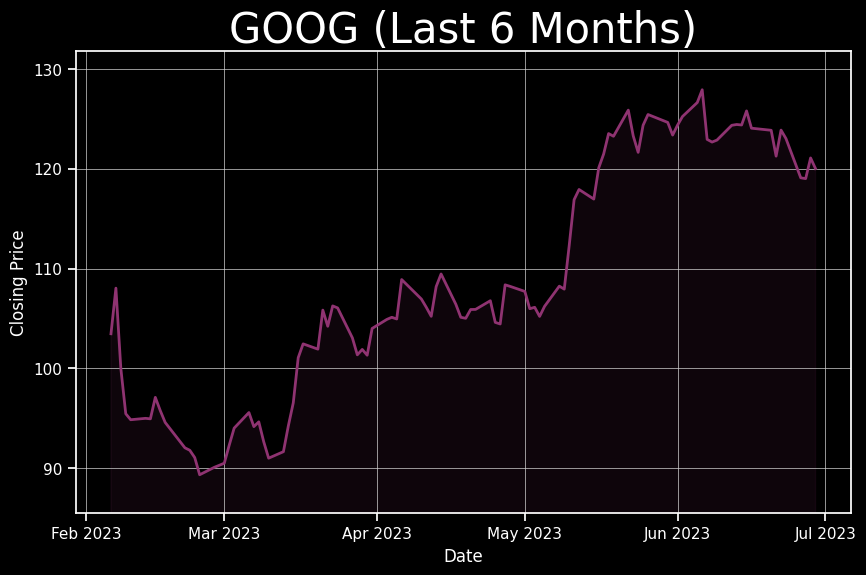 GOOG (Last 6 Months)
130
120
110
100
90
Closing Price
Feb 2023 Mar 2023 Apr 2023 May 2023 Jun 2023 Jul 2023
Date